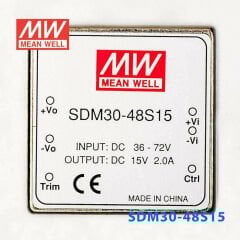 MW
MEAN WELL
MW
MEAN WELL
+Vo
+Vi
SDM30-48S15
-Vi
-Vo
INPUT: DC 36 - 72V
OUTPUT: DC 15V 2.0A
Trim
Ctrl
CE
MADE IN CHINA
SDM30-48S15